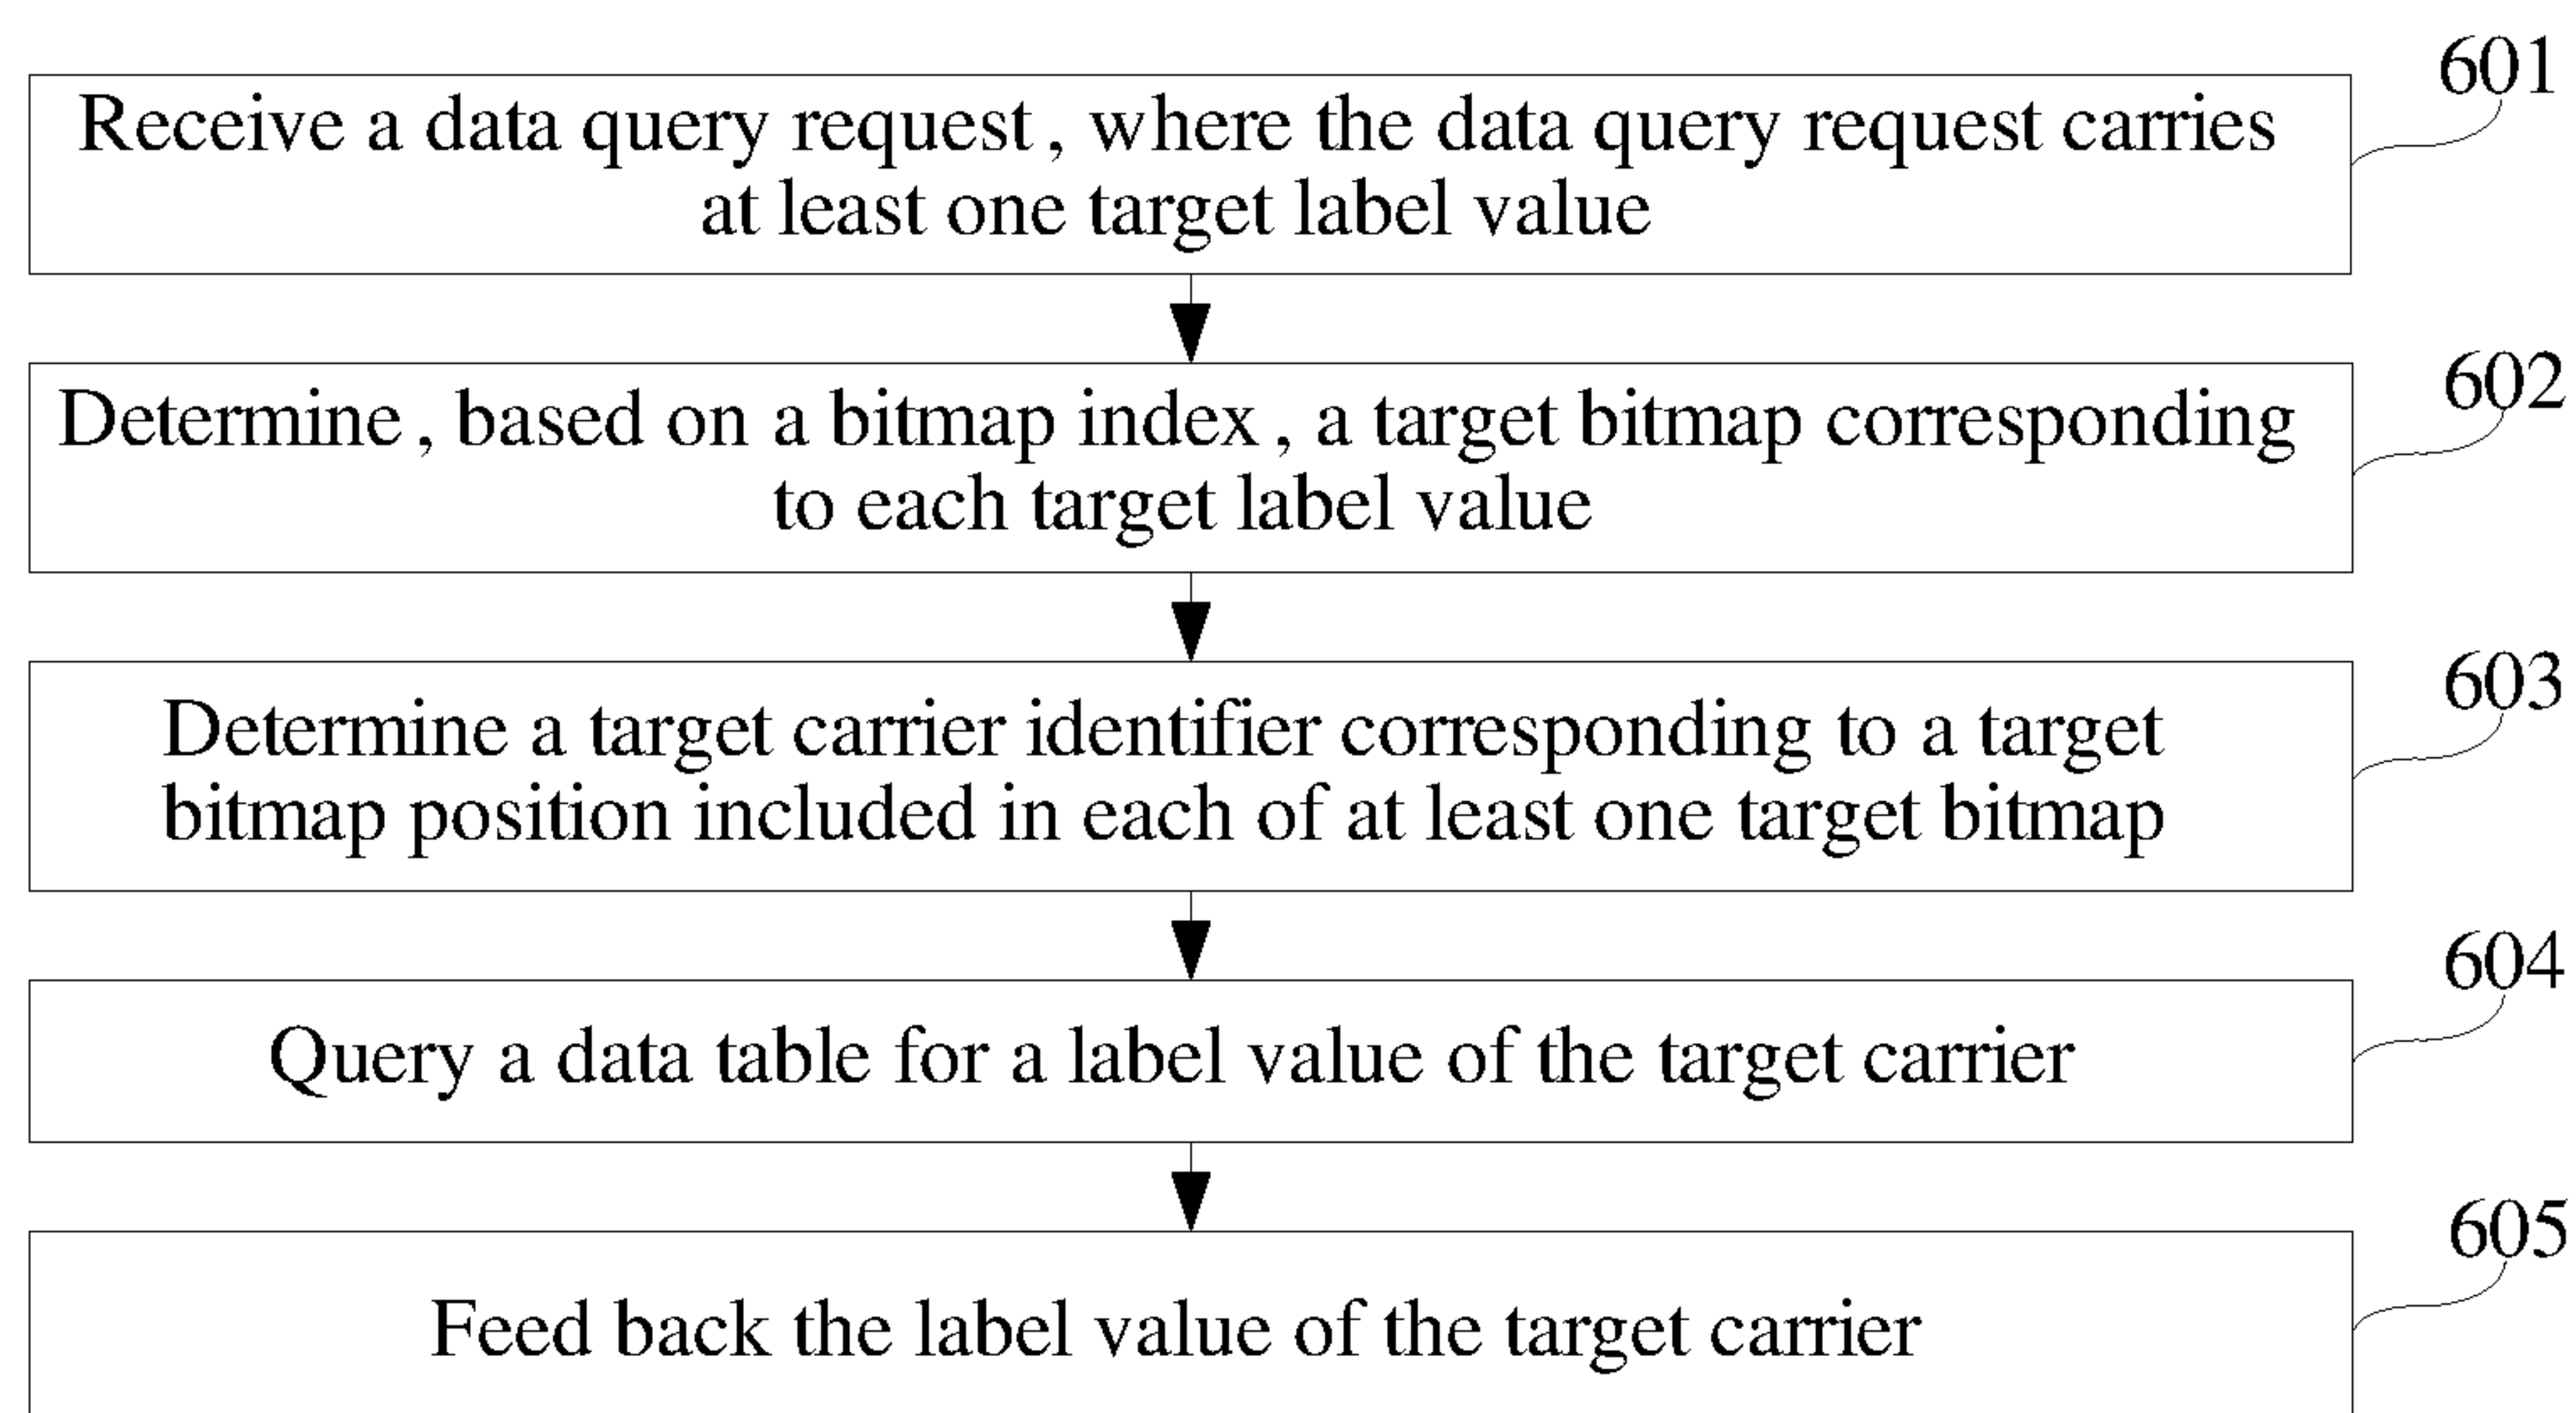 601
Receive a data query request, where the data query request carries
at least one target label value
602
Determine, based on a bitmap index, a target bitmap corresponding
to each target label value
603
Determine a target carrier identifier corresponding to a target
bitmap position included in each of at least one target bitmap
604
Query a data table for a label value of the target carrier
605
Feed back the label value of the target carrier